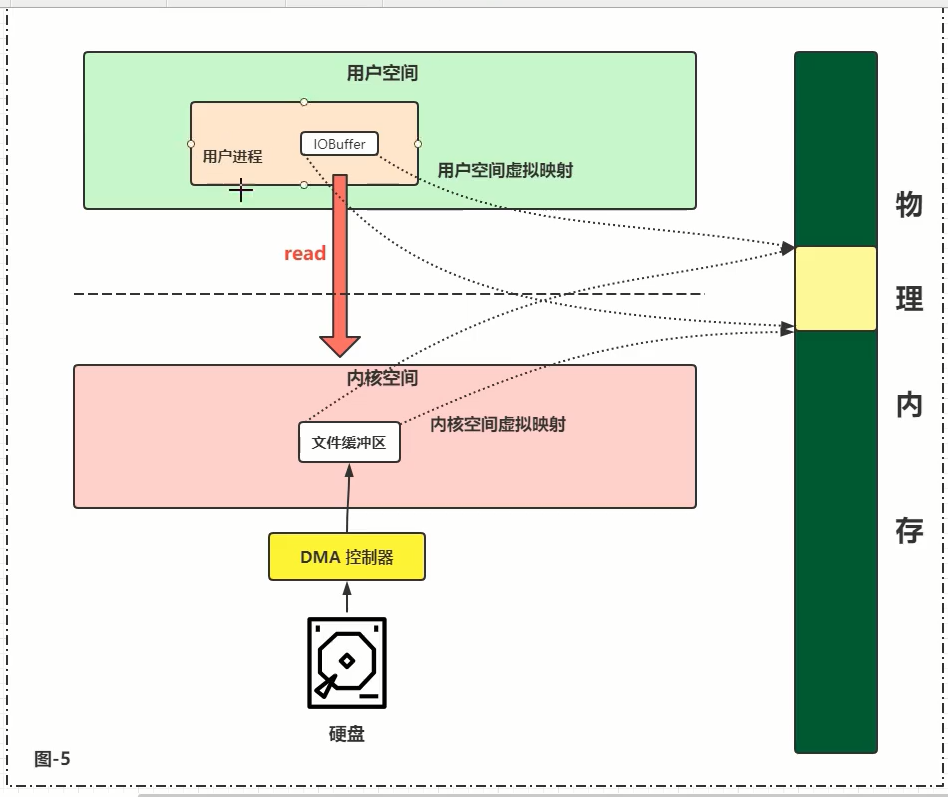 用户空间
IOBuffer
用户进程
用户空间虚拟映射
read
内核空间
内核空间虚拟映射
文件缓冲区
DMA 控制器
硬盘
图-5
物
理
内
存